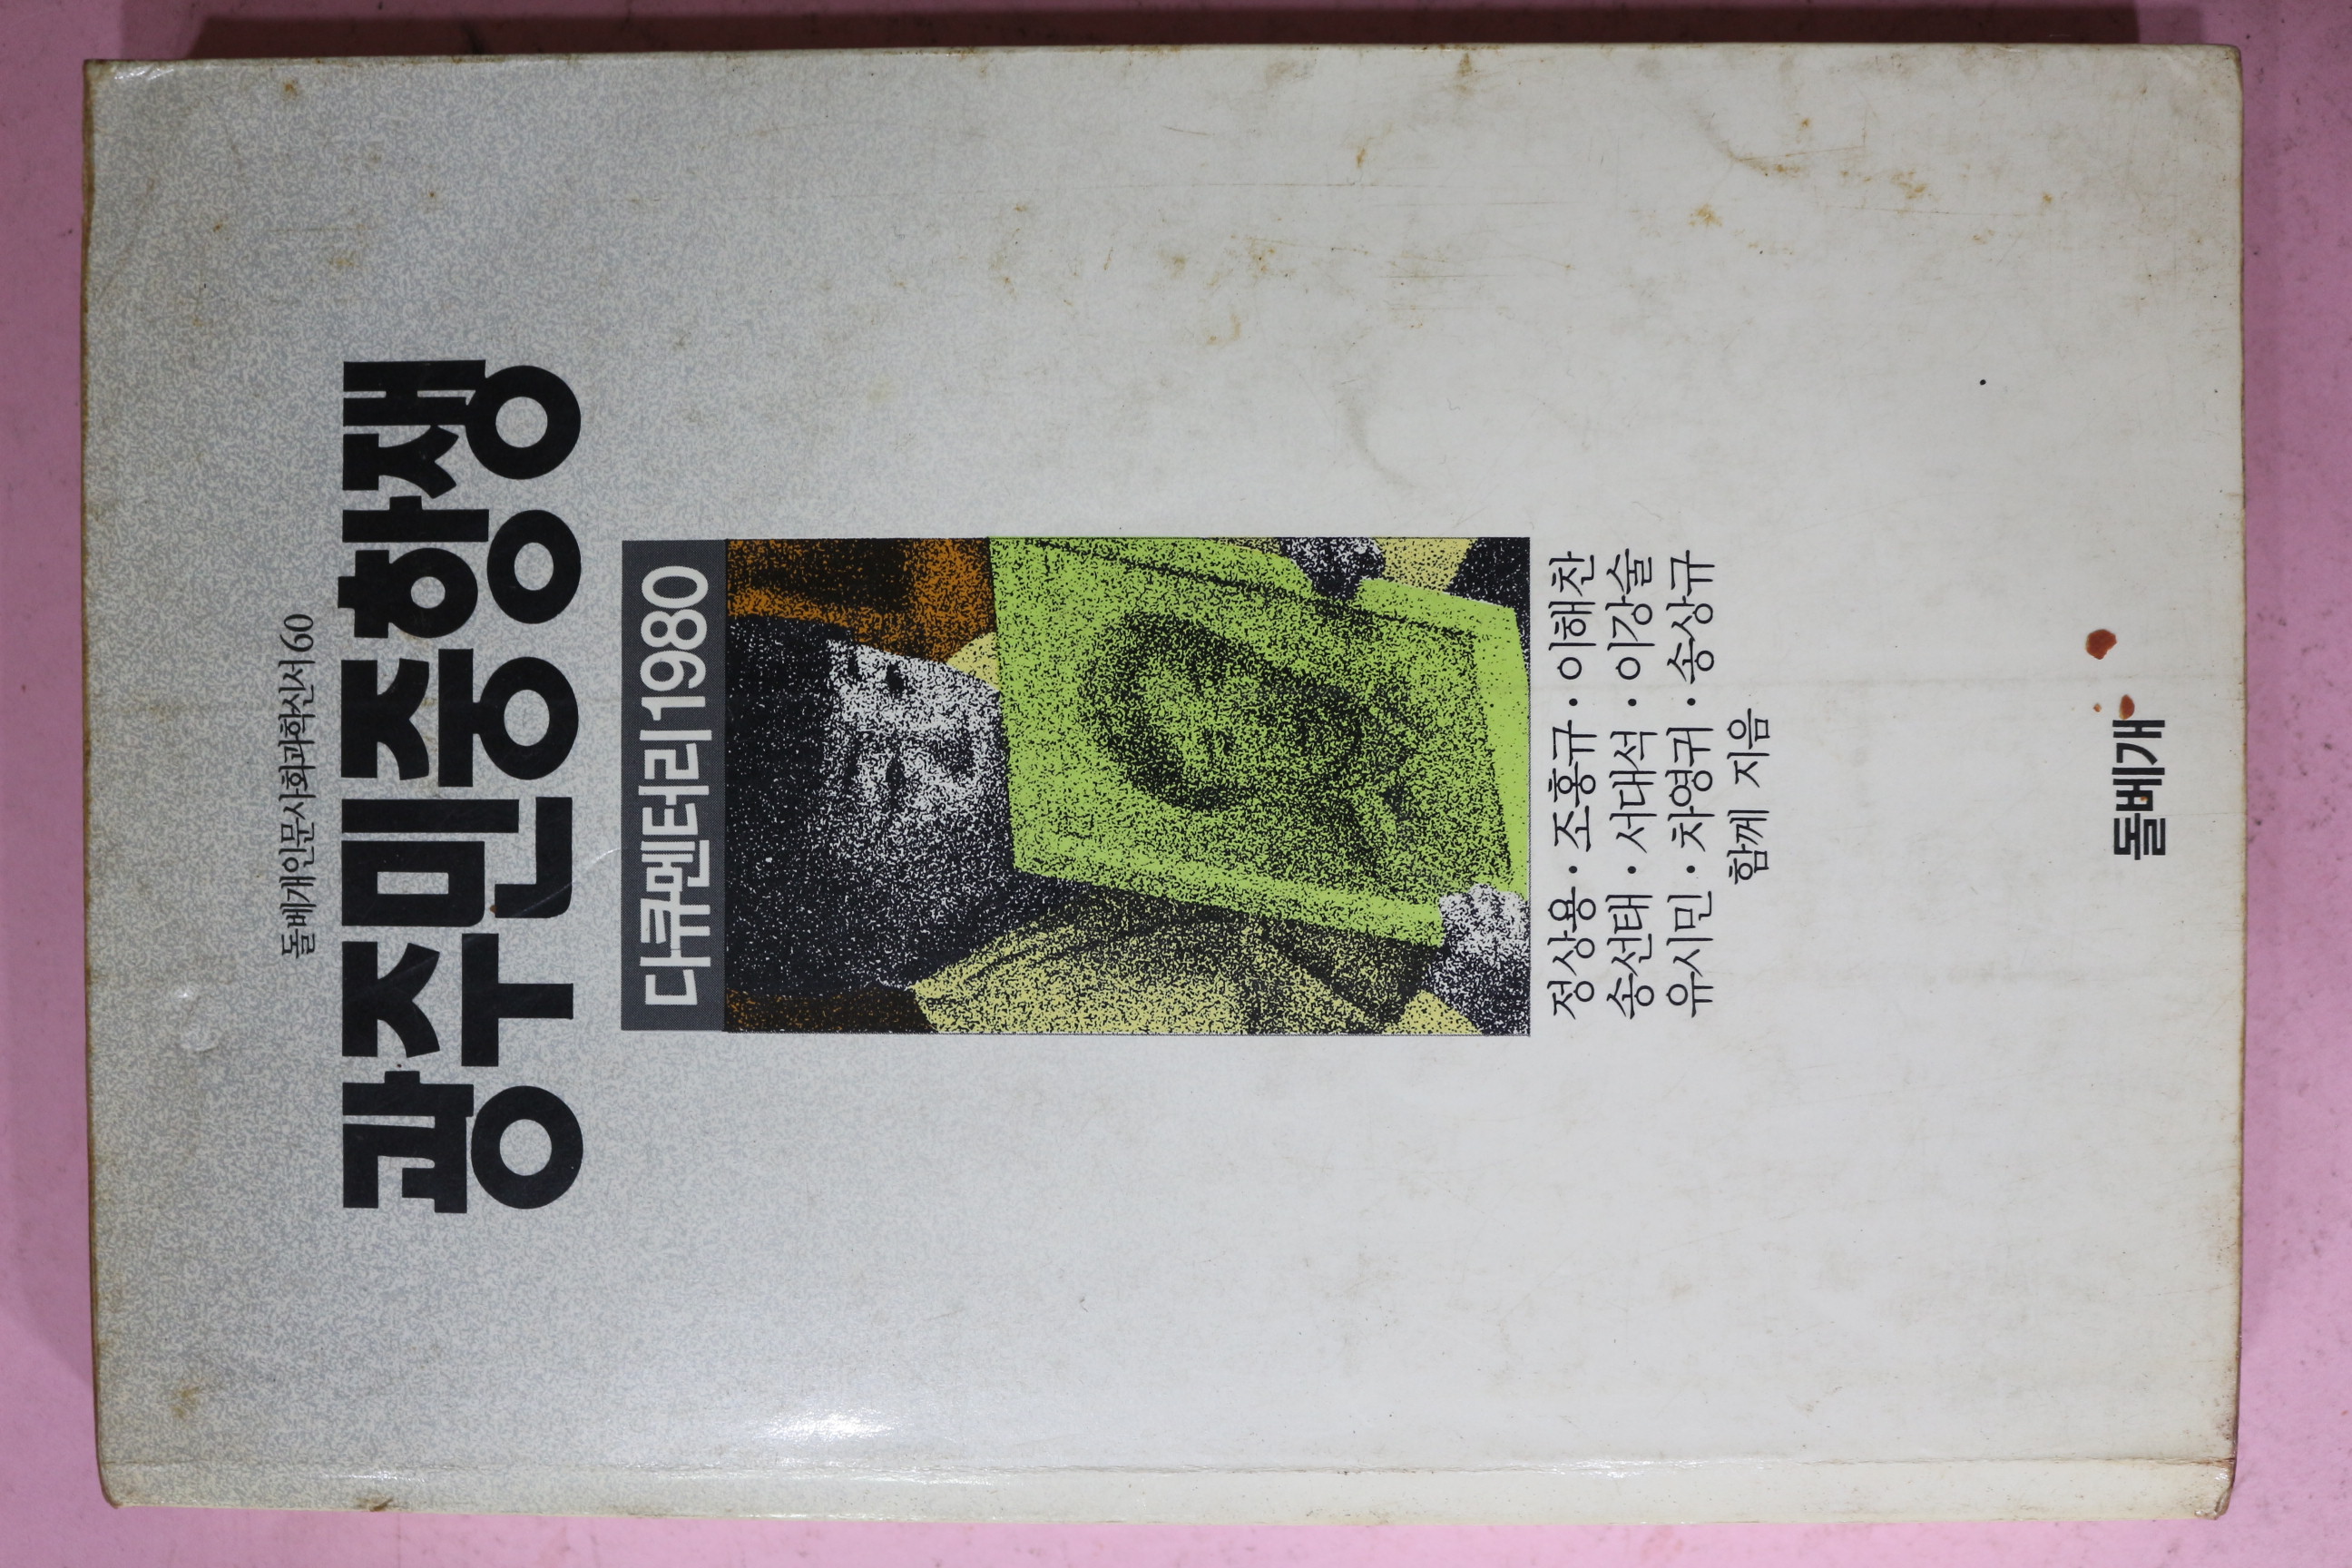 돌베개인문사회과학신서 60
광주민중항쟁
다큐멘터리 1980
정상용·조홍규·이해찬
송선태·서대석·이강술
유시민·차영귀·송상규
함께 지음
돌베개